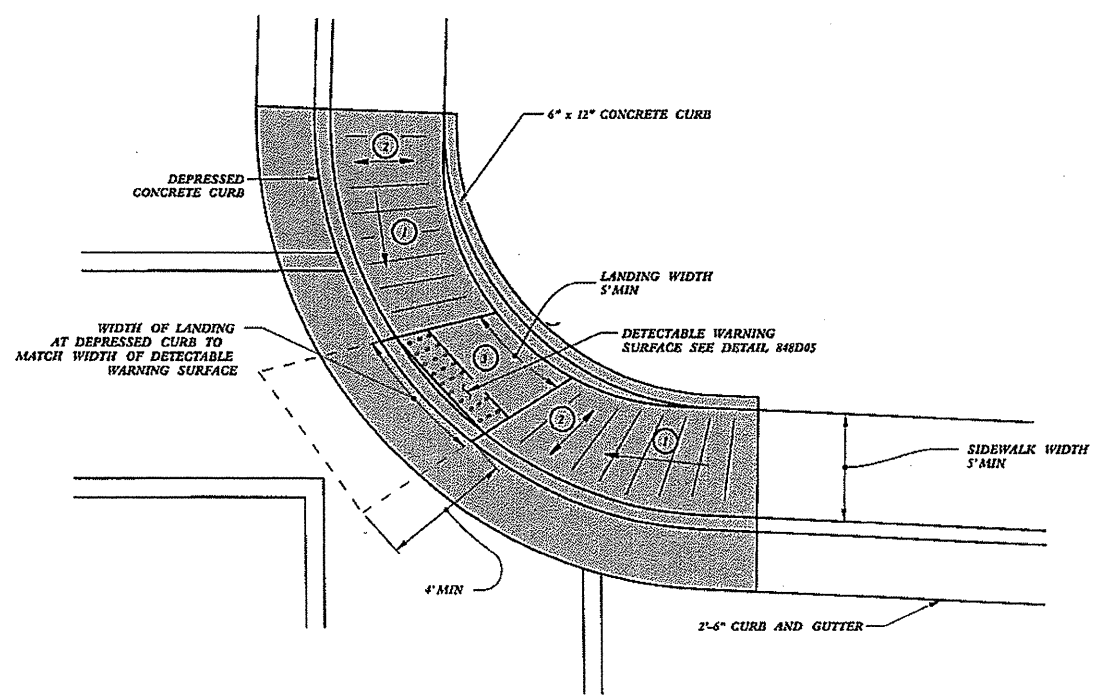 6" x 12" CONCRETE CURB
2
DEPRESSED
CONCRETE CURB
1
LANDING WIDTH
5' MIN
WIDTH OF LANDING
AT DEPRESSED CURB TO
MATCH WIDTH OF DETECTABLE
WARNING SURFACE
DETECTABLE WARNING
SURFACE SEE DETAIL 848D05
3
2
1
SIDEWALK WIDTH
5' MIN
4' MIN
2'-6" CURB AND GUTTER